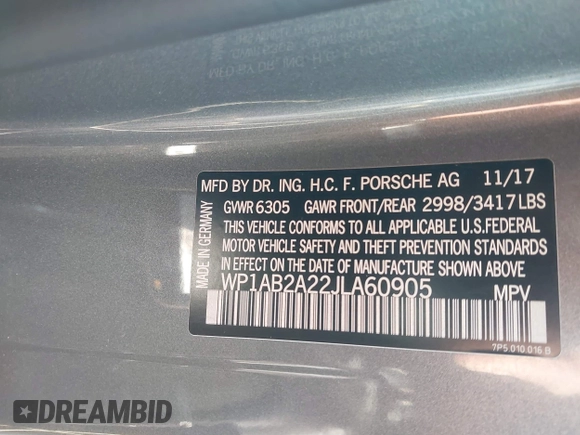 MFD BY DR. ING. H.C. F. PORSCHE AG 11/17
GVWR 6305 GAWR FRONT/REAR 2998/3417 LBS
THIS VEHICLE CONFORMS TO ALL APPLICABLE U.S.FEDERAL
MOTOR VEHICLE SAFETY AND THEFT PREVENTION STANDARDS
IN EFFECT ON THE DATE OF MANUFACTURE SHOWN ABOVE
WP1AB2A22JLA60905 MPV
7P5.010.016 B
MADE IN GERMANY
DREAMBID